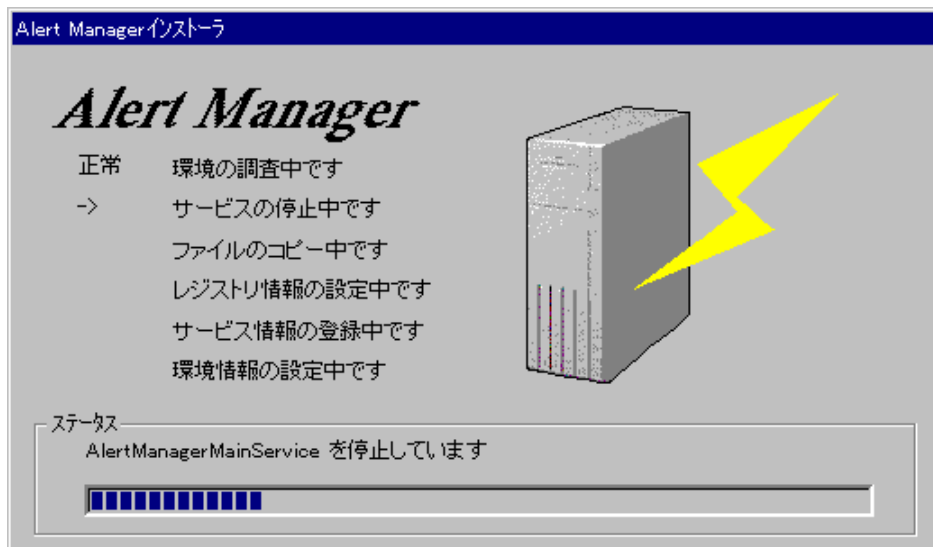 Alert Managerインストーラ
Alert Manager
正常 環境の調査中です
-> サービスの停止中です
ファイルのコピー中です
レジストリ情報の設定中です
サービス情報の登録中です
環境情報の設定中です
ステータス
AlertManagerMainService を停止しています